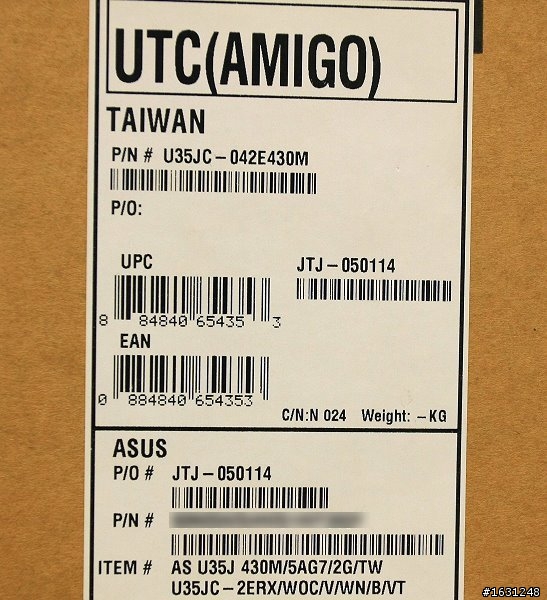 UTC(AMIGO)
TAIWAN
P/N # U35JC-042E430M
P/O:
UPC
JTJ-050114
8 84840 65435 3
EAN
0 884840 654353
C/N:N 024 Weight: -KG
ASUS
P/O # JTJ-050114
P/N #
ITEM # AS U35J 430M/5AG7/2G/TW
U35JC-2ERX/WOC/V/WN/B/VT
#1631248